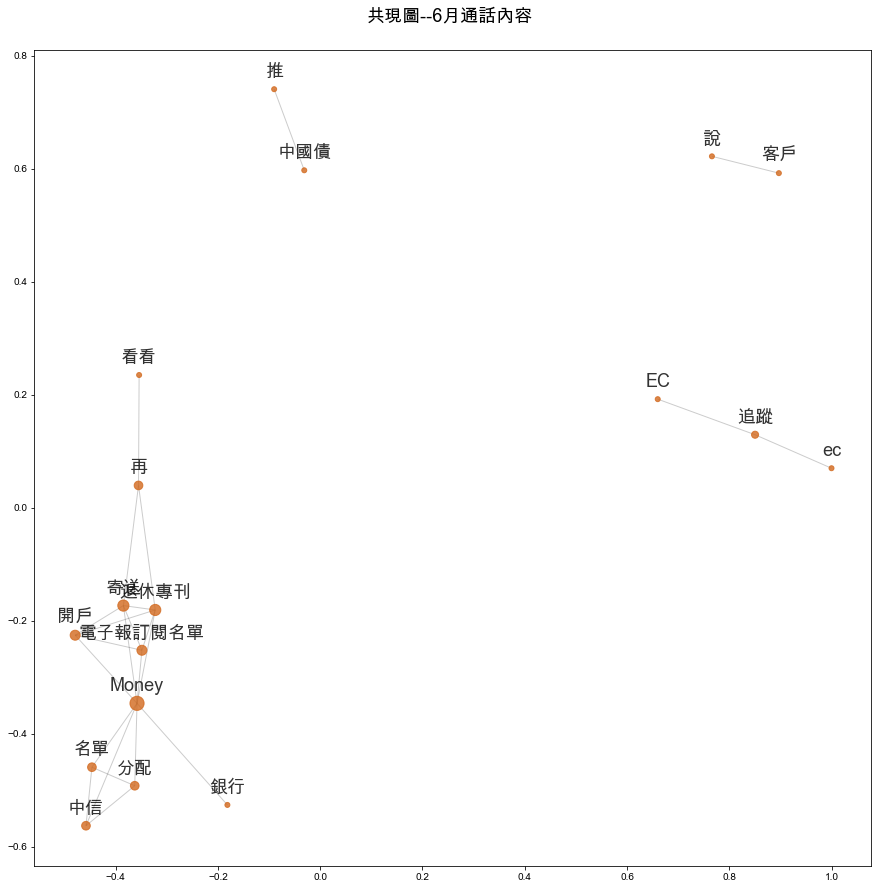 共現圖--6月通話內容
0.8
推
中國債
說
客戶
0.6
0.4
看看
EC
0.2
追蹤
ec
再
0.0
寄送
退休專刊
開戶
-0.2
電子報訂閱名單
Money
-0.4
名單
分配
銀行
中信
-0.6
-0.4
-0.2
0.0
0.2
0.4
0.6
0.8
1.0